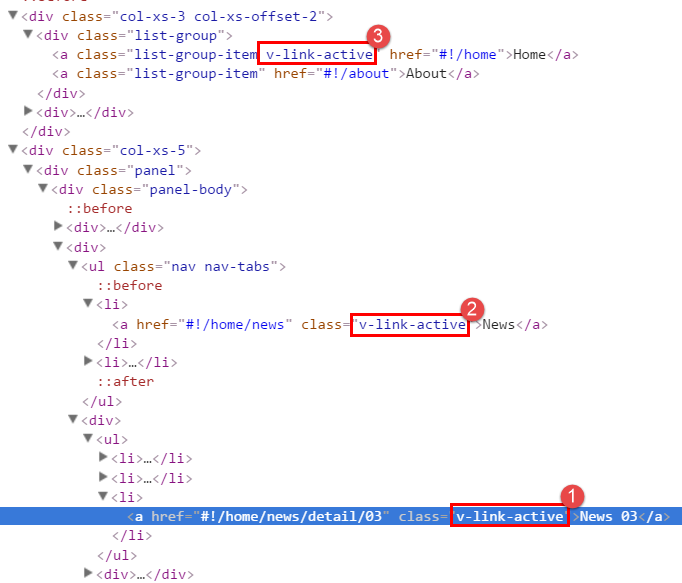 <div class="col-xs-3 col-xs-offset-2">
<div class="list-group">
3
<a class="list-group-item v-link-active" href="#!/home">Home</a>
<a class="list-group-item" href="#!/about">About</a>
</div>
<div>…</div>
</div>
<div class="col-xs-5">
<div class="panel">
<div class="panel-body">
::before
<div>…</div>
<div>
<ul class="nav nav-tabs">
::before
<li>
2
<a href="#!/home/news" class="v-link-active">News</a>
</li>
<li>…</li>
::after
</ul>
<div>
<ul>
<li>…</li>
<li>…</li>
<li>
1
<a href="#!/home/news/detail/03" class="v-link-active">News 03</a>
</li>
</ul>
<div>…</div>